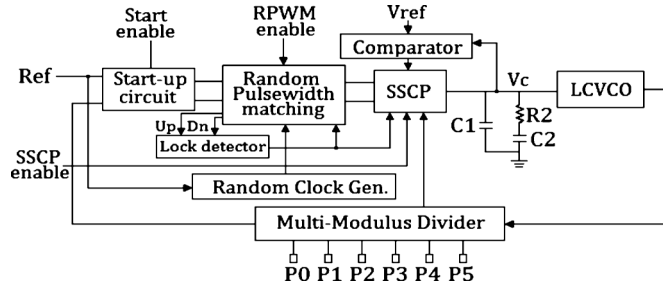 Start
enable
RPWM
enable
Vref
Comparator
Ref
Start-up
circuit
Random
Pulsewidth
matching
SSCP
Vc
LCVCO
Up Dn
Lock detector
C1
R2
C2
SSCP
enable
Random Clock Gen.
Multi-Modulus Divider
P0 P1 P2 P3 P4 P5